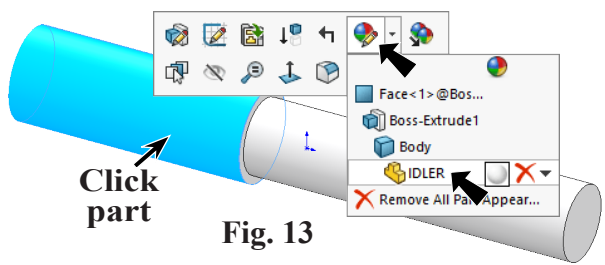 Face<1>@Bos...
Boss-Extrude1
Body
IDLER
Remove All Part Appear...
Click
part
Fig. 13